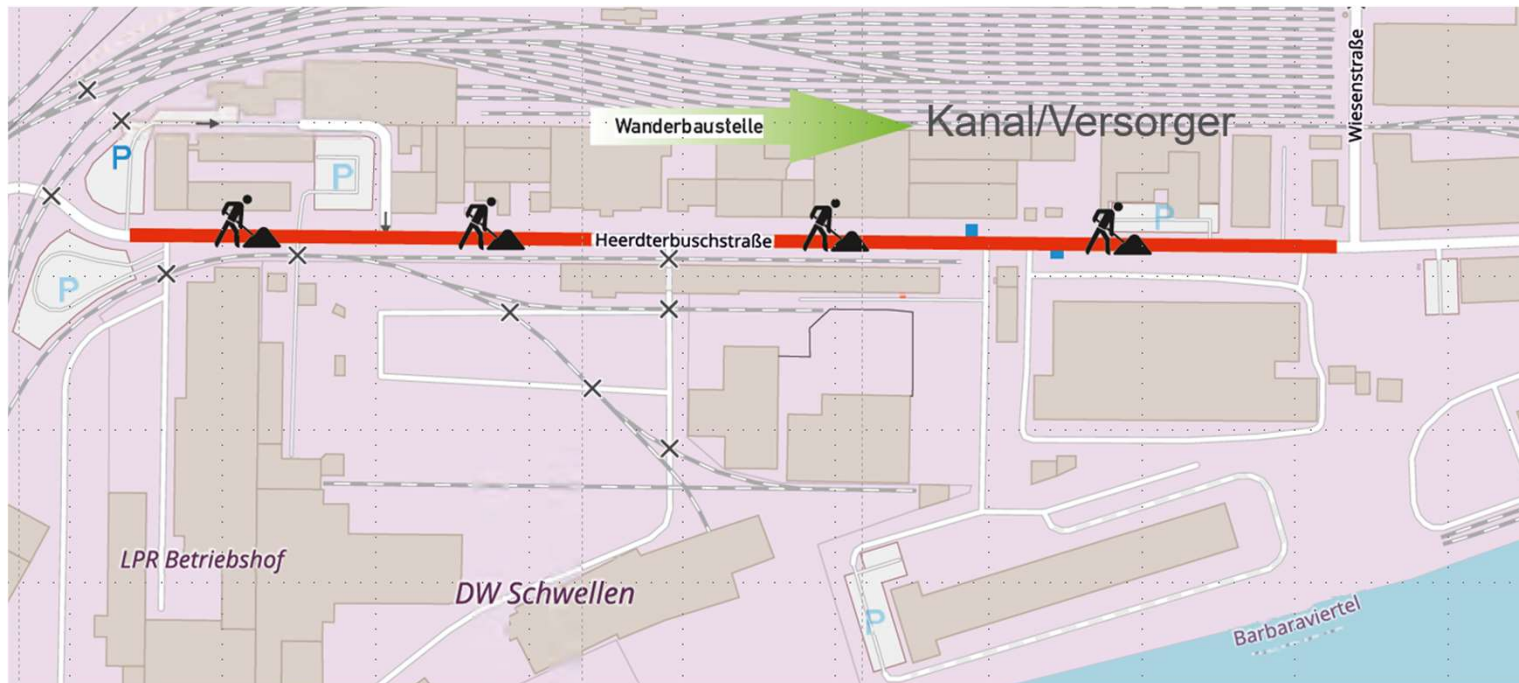 Wiesenstraße
Wanderbaustelle
Kanal/Versorger
P
P
P
Heerdterbuschstraße
P
LPR Betriebshof
DW Schwellen
P
Barbaraviertel